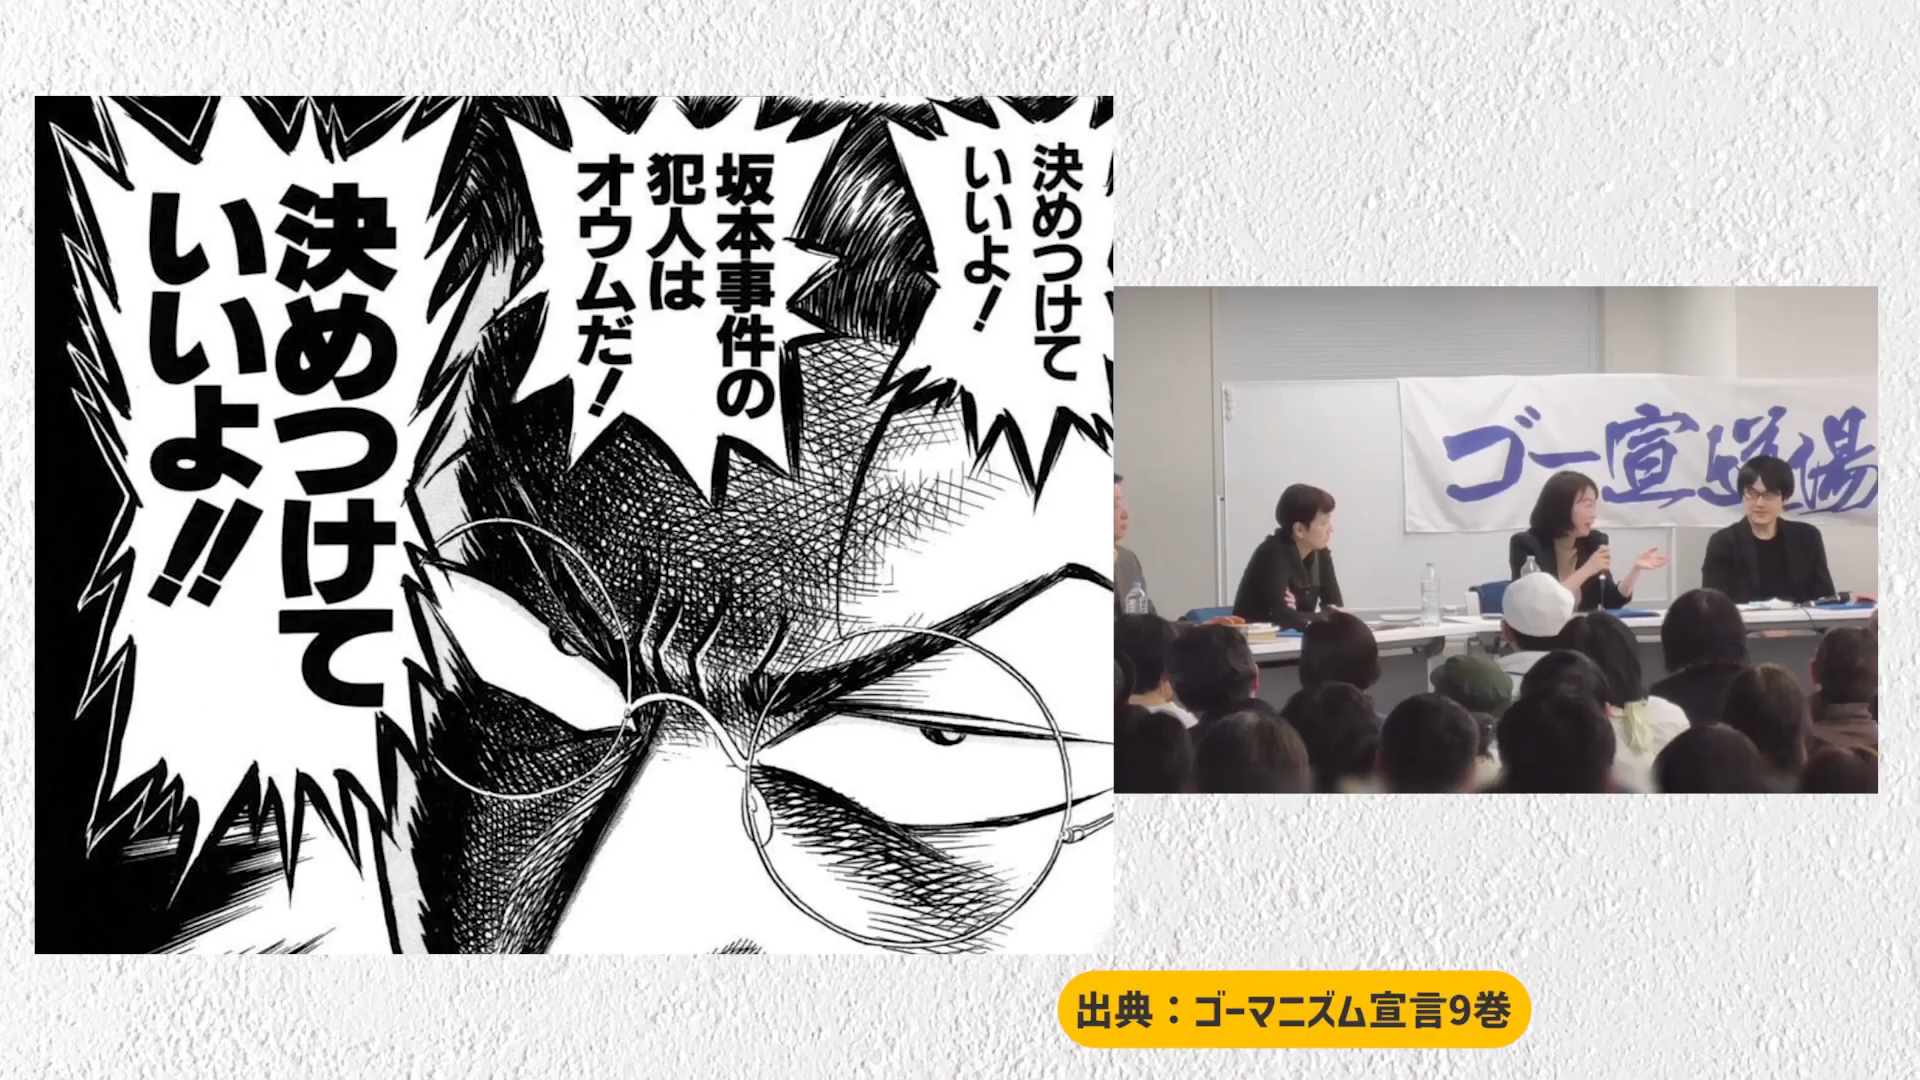 決めつけて
いいよ！
坂本事件の
犯人は
オウムだ！
決めつけて
いいよ！！
ゴー宣道場
出典：ゴーマニズム宣言9巻